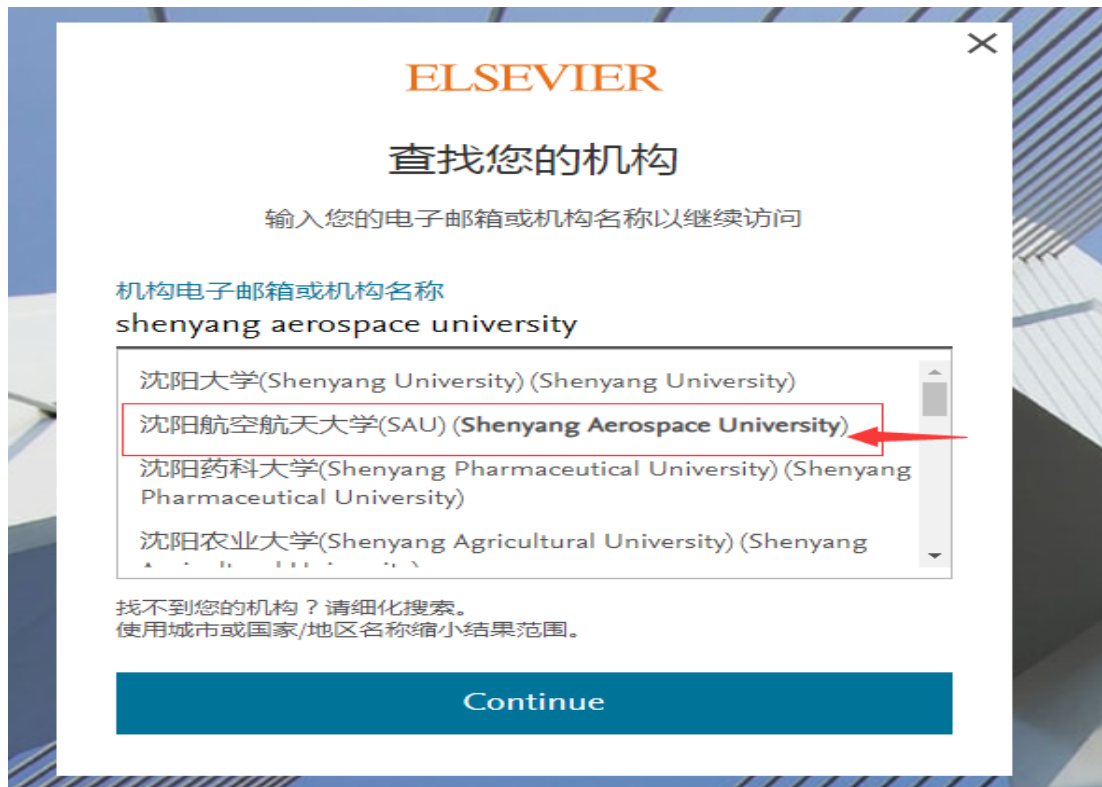 ELSEVIER
查找您的机构
输入您的电子邮箱或机构名称以继续访问
机构电子邮箱或机构名称
shenyang aerospace university
沈阳大学(Shenyang University) (Shenyang University)
沈阳航空航天大学(SAU) (Shenyang Aerospace University)
沈阳药科大学(Shenyang Pharmaceutical University) (Shenyang
Pharmaceutical University)
沈阳农业大学(Shenyang Agricultural University) (Shenyang
找不到您的机构？请细化搜索。
使用城市或国家/地区名称缩小结果范围。
Continue